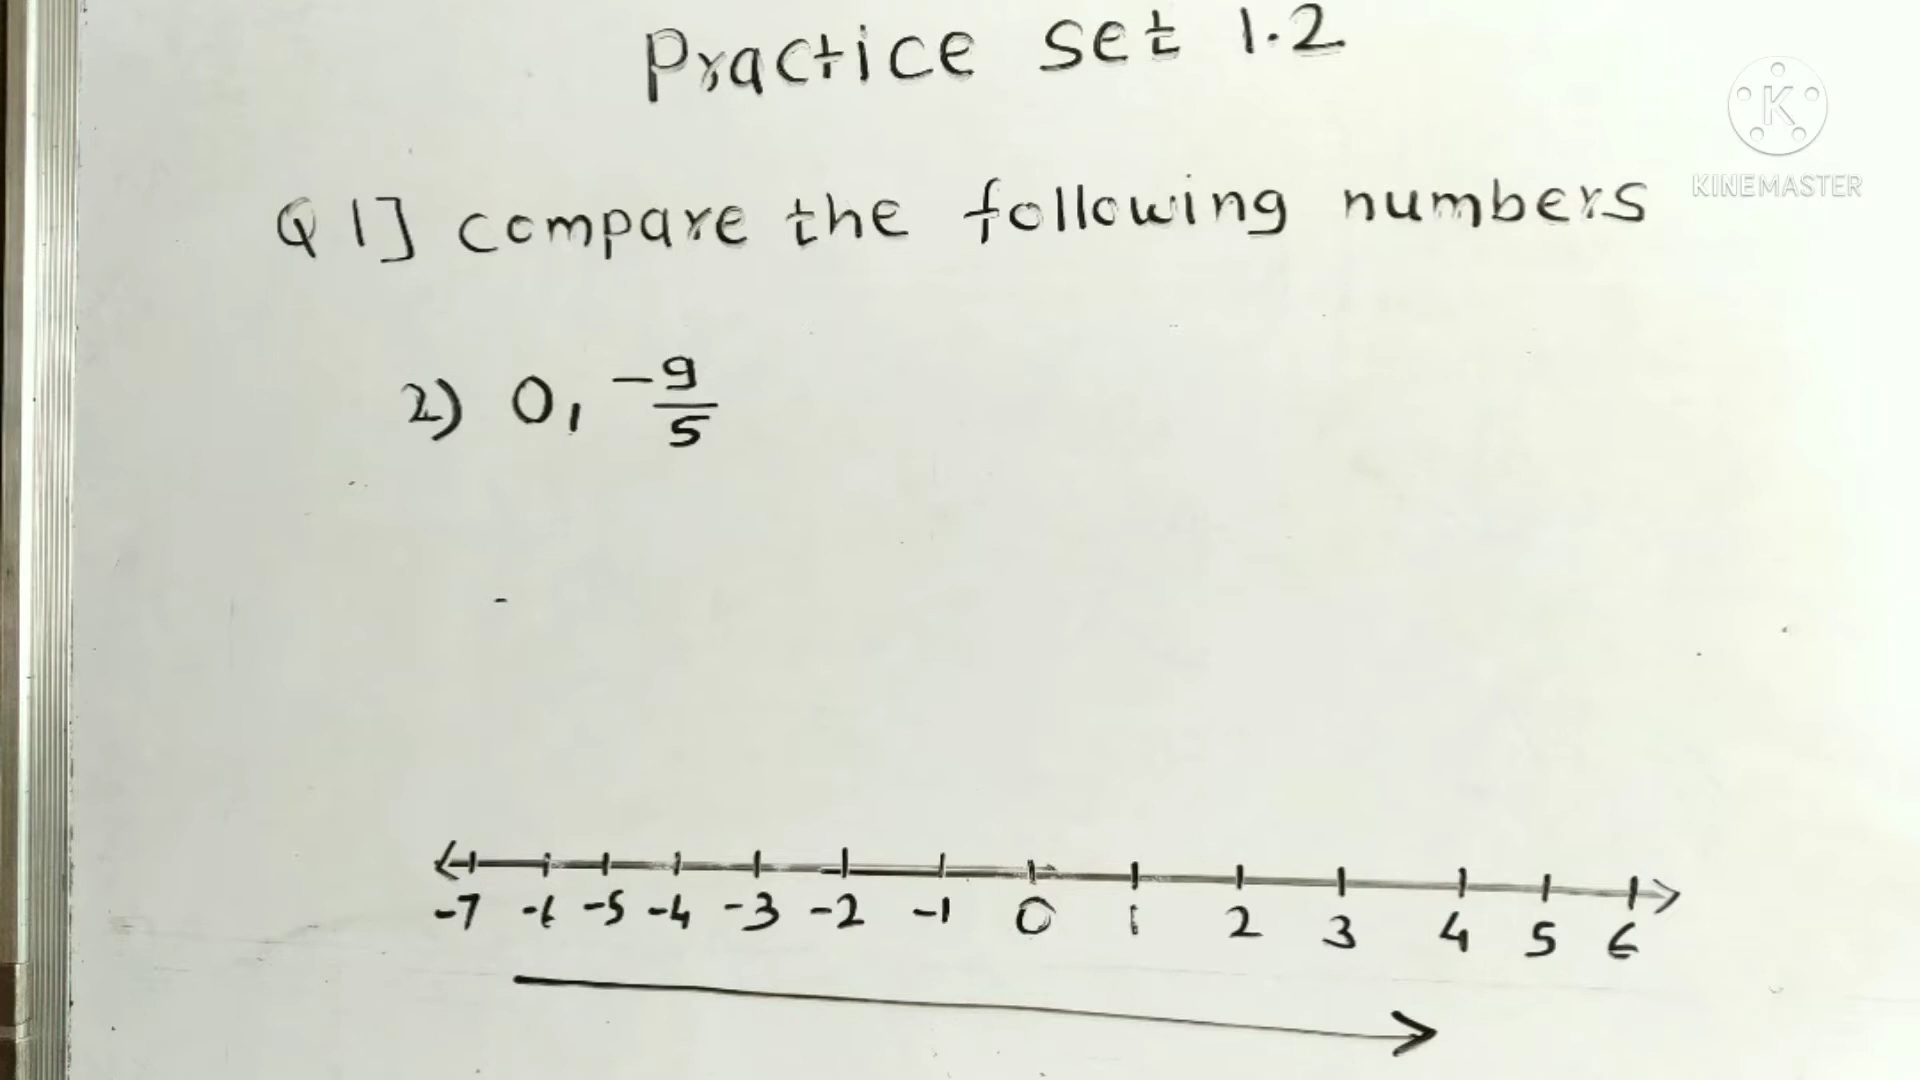 Practice set 1.2
K
KINEMASTER
Q 1] compare the following numbers
2) 0, -9/5
-7 -6 -5 -4 -3 -2 -1 0 1 2 3 4 5 6